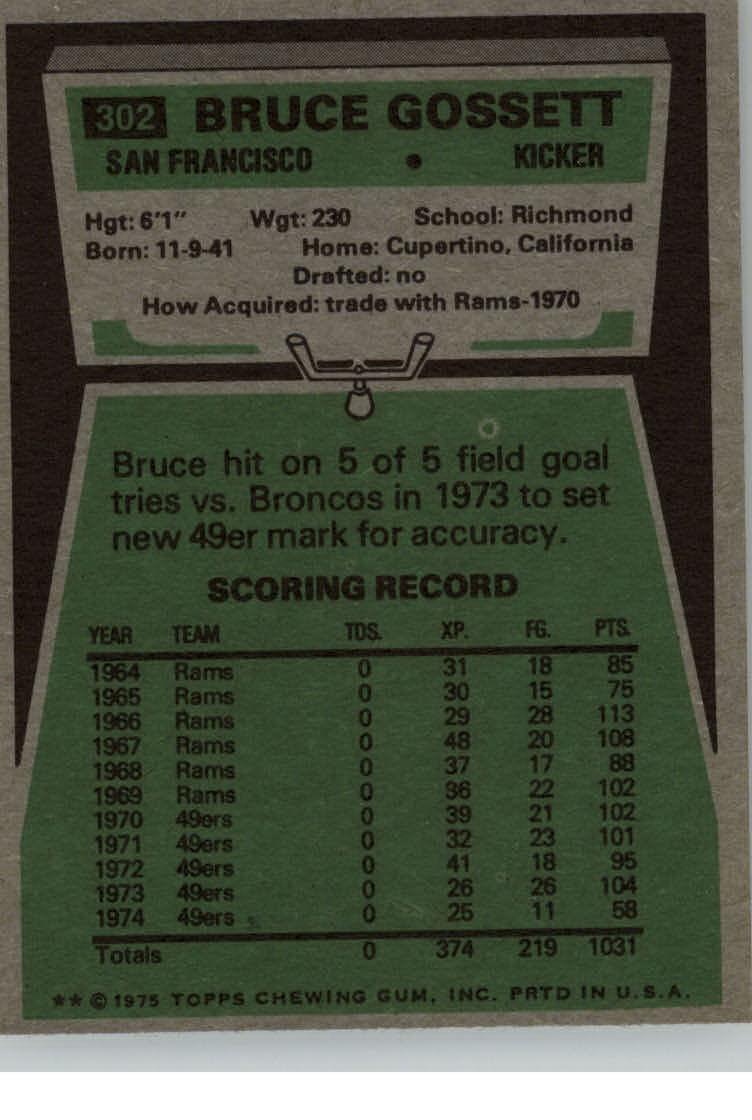 302 BRUCE GOSSETT
SAN FRANCISCO • KICKER
Hgt: 6'1" Wgt: 230 School: Richmond
Born: 11-9-41 Home: Cupertino, California
Drafted: no
How Acquired: trade with Rams-1970
Bruce hit on 5 of 5 field goal
tries vs. Broncos in 1973 to set
new 49er mark for accuracy.
SCORING RECORD
YEAR TEAM TDS. XP. FG. PTS.
1964 Rams 0 31 18 85
1965 Rams 0 30 15 75
1966 Rams 0 29 28 113
1967 Rams 0 48 20 108
1968 Rams 0 37 17 88
1969 Rams 0 36 22 102
1970 49ers 0 39 21 102
1971 49ers 0 32 23 101
1972 49ers 0 41 18 95
1973 49ers 0 26 26 104
1974 49ers 0 25 11 58
Totals 0 374 219 1031
** © 1975 TOPPS CHEWING GUM, INC. PRTD IN U.S.A.